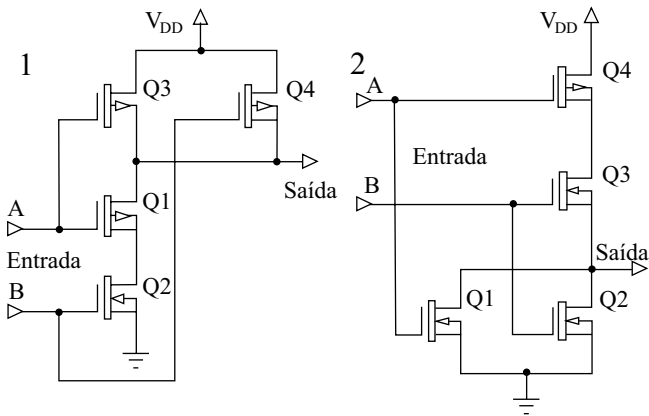 1
V_DD
Q3
Q4
Saída
A
Q1
Entrada
B
Q2
2
V_DD
A
Q4
Entrada
Q3
B
Saída
Q1
Q2